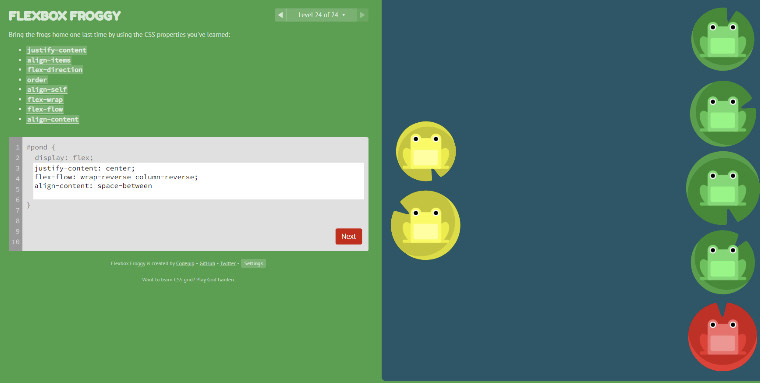 FLEXBOX FROGGY
Level 24 of 24
Bring the frogs home one last time by using the CSS properties you've learned:
justify-content
align-items
flex-direction
order
align-self
flex-wrap
flex-flow
align-content
1 #pond {
2 display: flex;
3 justify-content: center;
4 flex-flow: wrap-reverse column-reverse;
5 align-content: space-between
6
7 }
8
9
10
Next
Flexbox Froggy is created by Codepip • GitHub • Twitter • Settings
Want to learn CSS grid? Play Grid Garden.